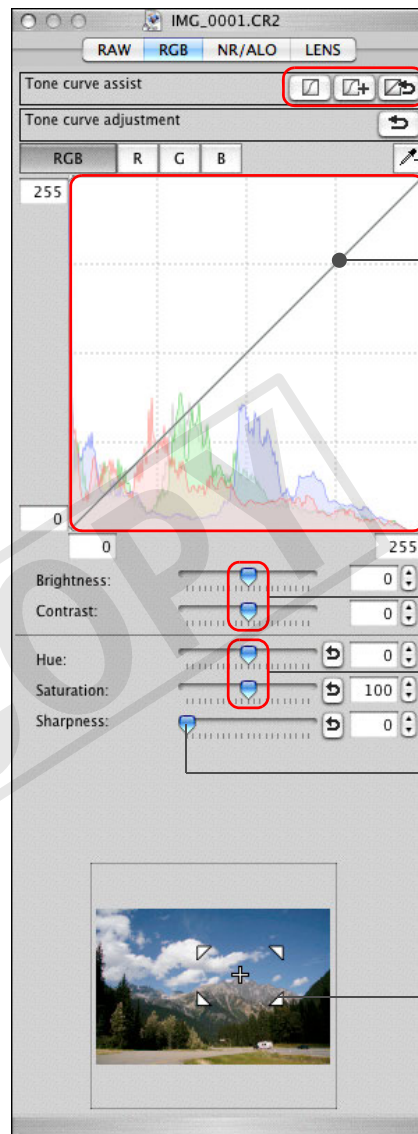 IMG_0001.CR2
RAW RGB NR/ALO LENS
Tone curve assist
Tone curve adjustment
RGB R G B
255
0
0 255
Brightness: 0
Contrast: 0
Hue: 0
Saturation: 100
Sharpness: 0
COPY